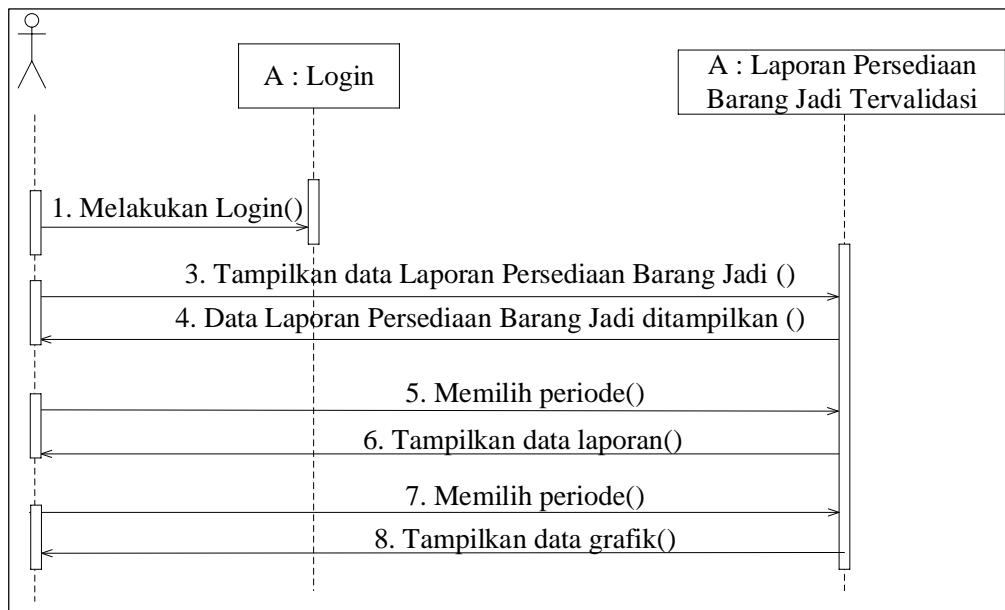 A : Login
A : Laporan Persediaan
Barang Jadi Tervalidasi
1. Melakukan Login()
3. Tampilkan data Laporan Persediaan Barang Jadi ()
4. Data Laporan Persediaan Barang Jadi ditampilkan ()
5. Memilih periode()
6. Tampilkan data laporan()
7. Memilih periode()
8. Tampilkan data grafik()